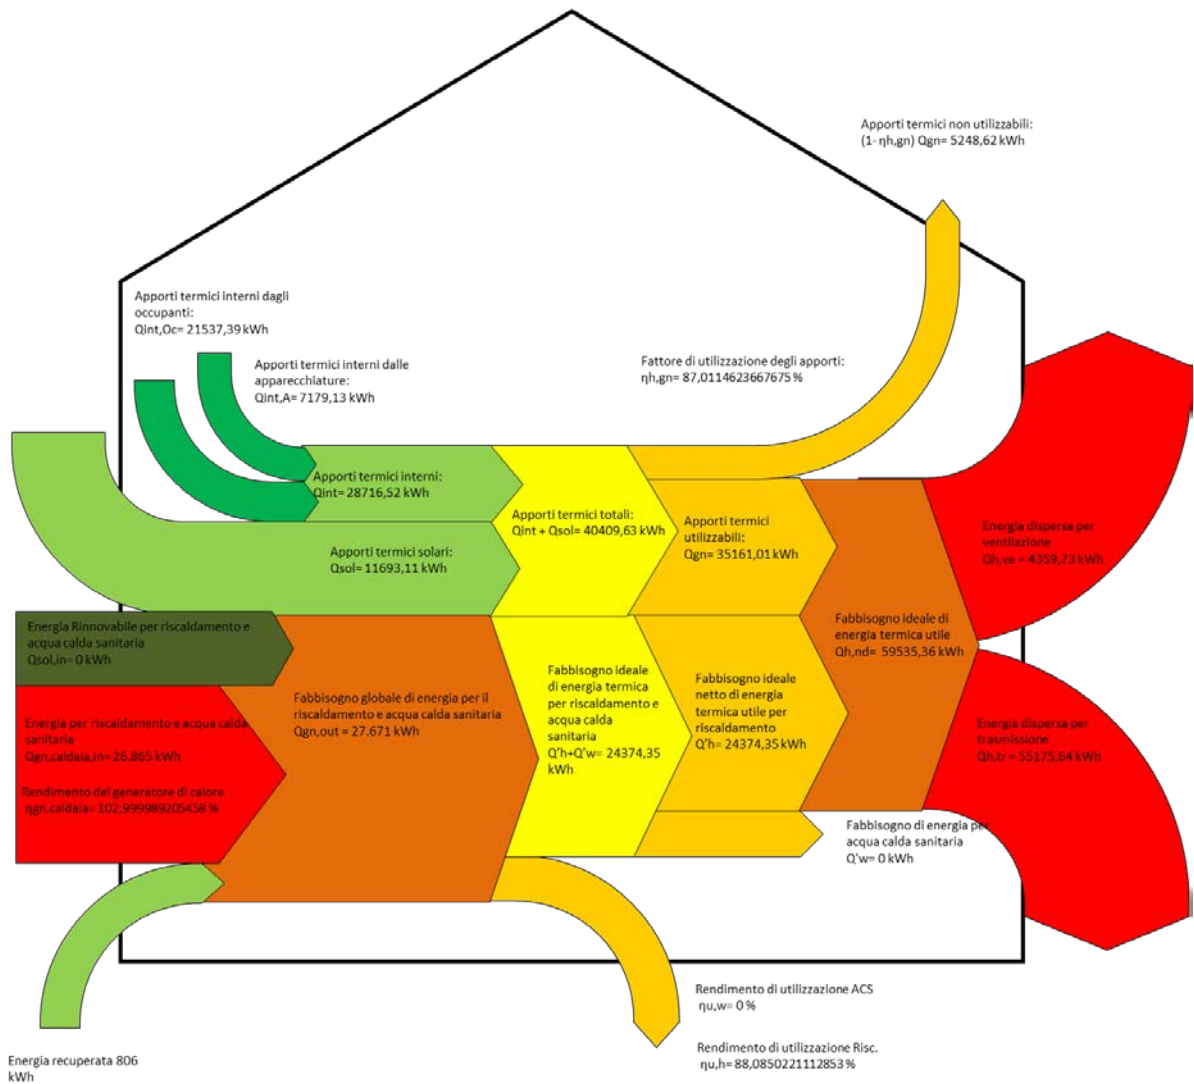 Apporti termici non utilizzabili:
(1- ηh,gn) Qgn= 5248,62 kWh
Apporti termici interni dagli
occupanti:
Qint,Oc= 21537,39 kWh
Apporti termici interni dalle
apparecchiature:
Qint,A= 7179,13 kWh
Fattore di utilizzazione degli apporti:
ηh,gn= 87,0114623667675 %
Apporti termici interni:
Qint= 28716,52 kWh
Apporti termici totali:
Qint + Qsol= 40409,63 kWh
Apporti termici
utilizzabili:
Qgn= 35161,01 kWh
Energia dispersa per
ventilazione
Qh,ve = 4359,73 kWh
Apporti termici solari:
Qsol= 11693,11 kWh
Energia Rinnovabile per riscaldamento e
acqua calda sanitaria
Qsol,in= 0 kWh
Fabbisogno ideale di
energia termica utile
Qh,nd= 59535,36 kWh
Fabbisogno globale di energia per il
riscaldamento e acqua calda sanitaria
Qgn,out = 27.671 kWh
Fabbisogno ideale
di energia termica
per riscaldamento e
acqua calda
sanitaria
Q'h+Q'w= 24374,35
kWh
Fabbisogno ideale
netto di energia
termica utile per
riscaldamento
Q'h= 24374,35 kWh
Energia per riscaldamento e acqua calda
sanitaria
Qgn,caldaia,in= 26.865 kWh
Rendimento del generatore di calore
ηgn,caldaia= 102,999989205458 %
Energia dispersa per
trasmissione
Qh,tr = 55175,64 kWh
Fabbisogno di energia per
acqua calda sanitaria
Q'w= 0 kWh
Rendimento di utilizzazione ACS
ηu,w= 0 %
Rendimento di utilizzazione Risc.
ηu,h= 88,0850221112853 %
Energia recuperata 806
kWh